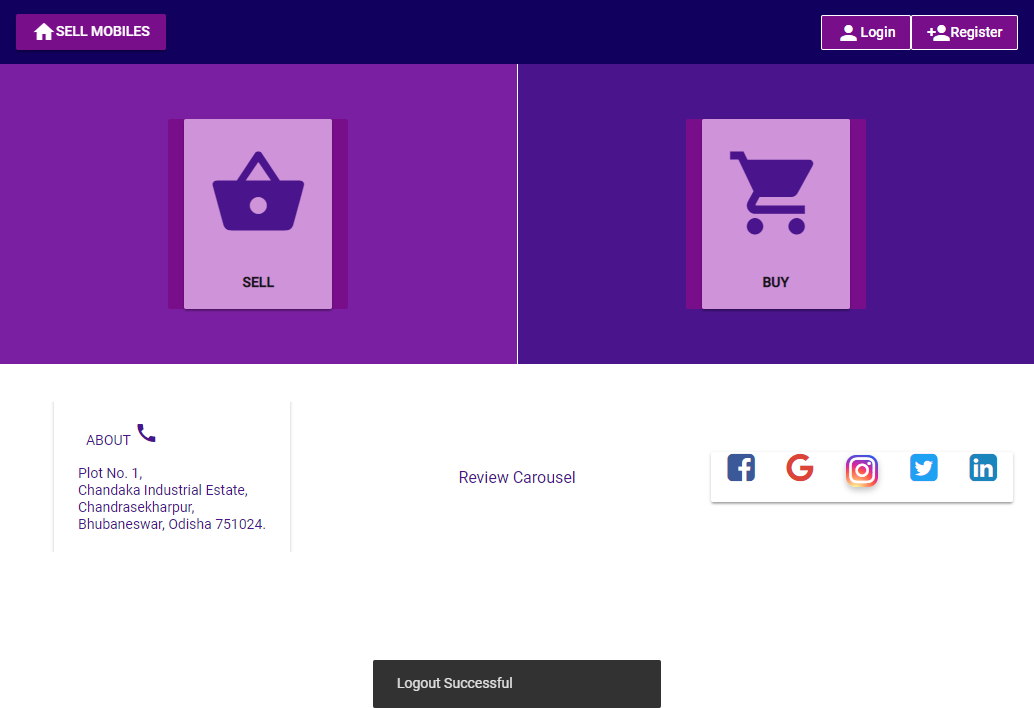 SELL MOBILES
Login
Register
SELL
BUY
ABOUT
Plot No. 1,
Chandaka Industrial Estate,
Chandrasekharpur,
Bhubaneswar, Odisha 751024.
Review Carousel
Logout Successful